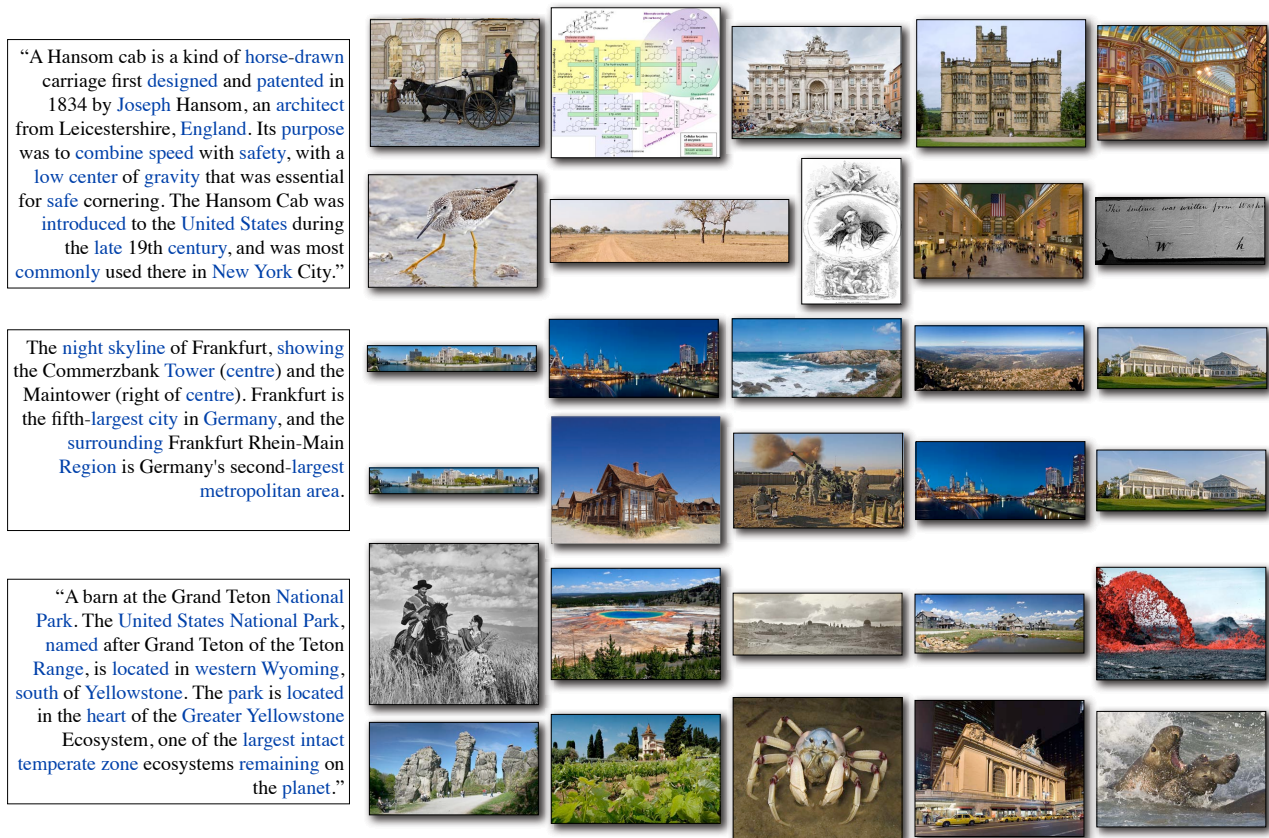 “A Hansom cab is a kind of horse-drawn
carriage first designed and patented in
1834 by Joseph Hansom, an architect
from Leicestershire, England. Its purpose
was to combine speed with safety, with a
low center of gravity that was essential
for safe cornering. The Hansom Cab was
introduced to the United States during
the late 19th century, and was most
commonly used there in New York City.”
This sentence was written from
W h
The night skyline of Frankfurt, showing
the Commerzbank Tower (centre) and the
Maintower (right of centre). Frankfurt is
the fifth-largest city in Germany, and the
surrounding Frankfurt Rhein-Main
Region is Germany's second-largest
metropolitan area.
“A barn at the Grand Teton National
Park. The United States National Park,
named after Grand Teton of the Teton
Range, is located in western Wyoming,
south of Yellowstone. The park is located
in the heart of the Greater Yellowstone
Ecosystem, one of the largest intact
temperate zone ecosystems remaining on
the planet.”